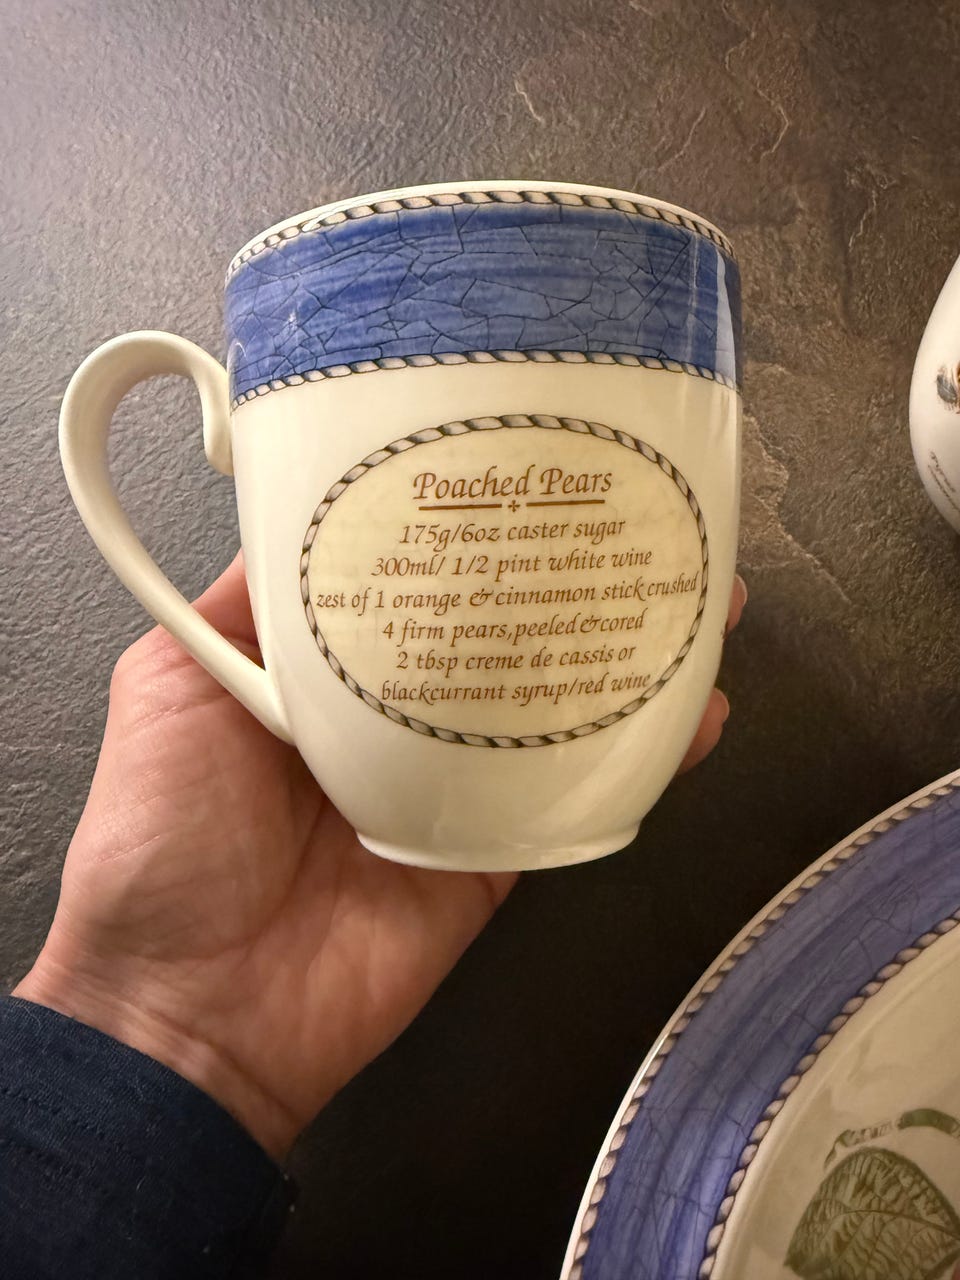 Poached Pears
175g/6oz caster sugar
300ml/ 1/2 pint white wine
zest of 1 orange & cinnamon stick crushed
4 firm pears, peeled & cored
2 tbsp creme de cassis or
blackcurrant syrup/red wine